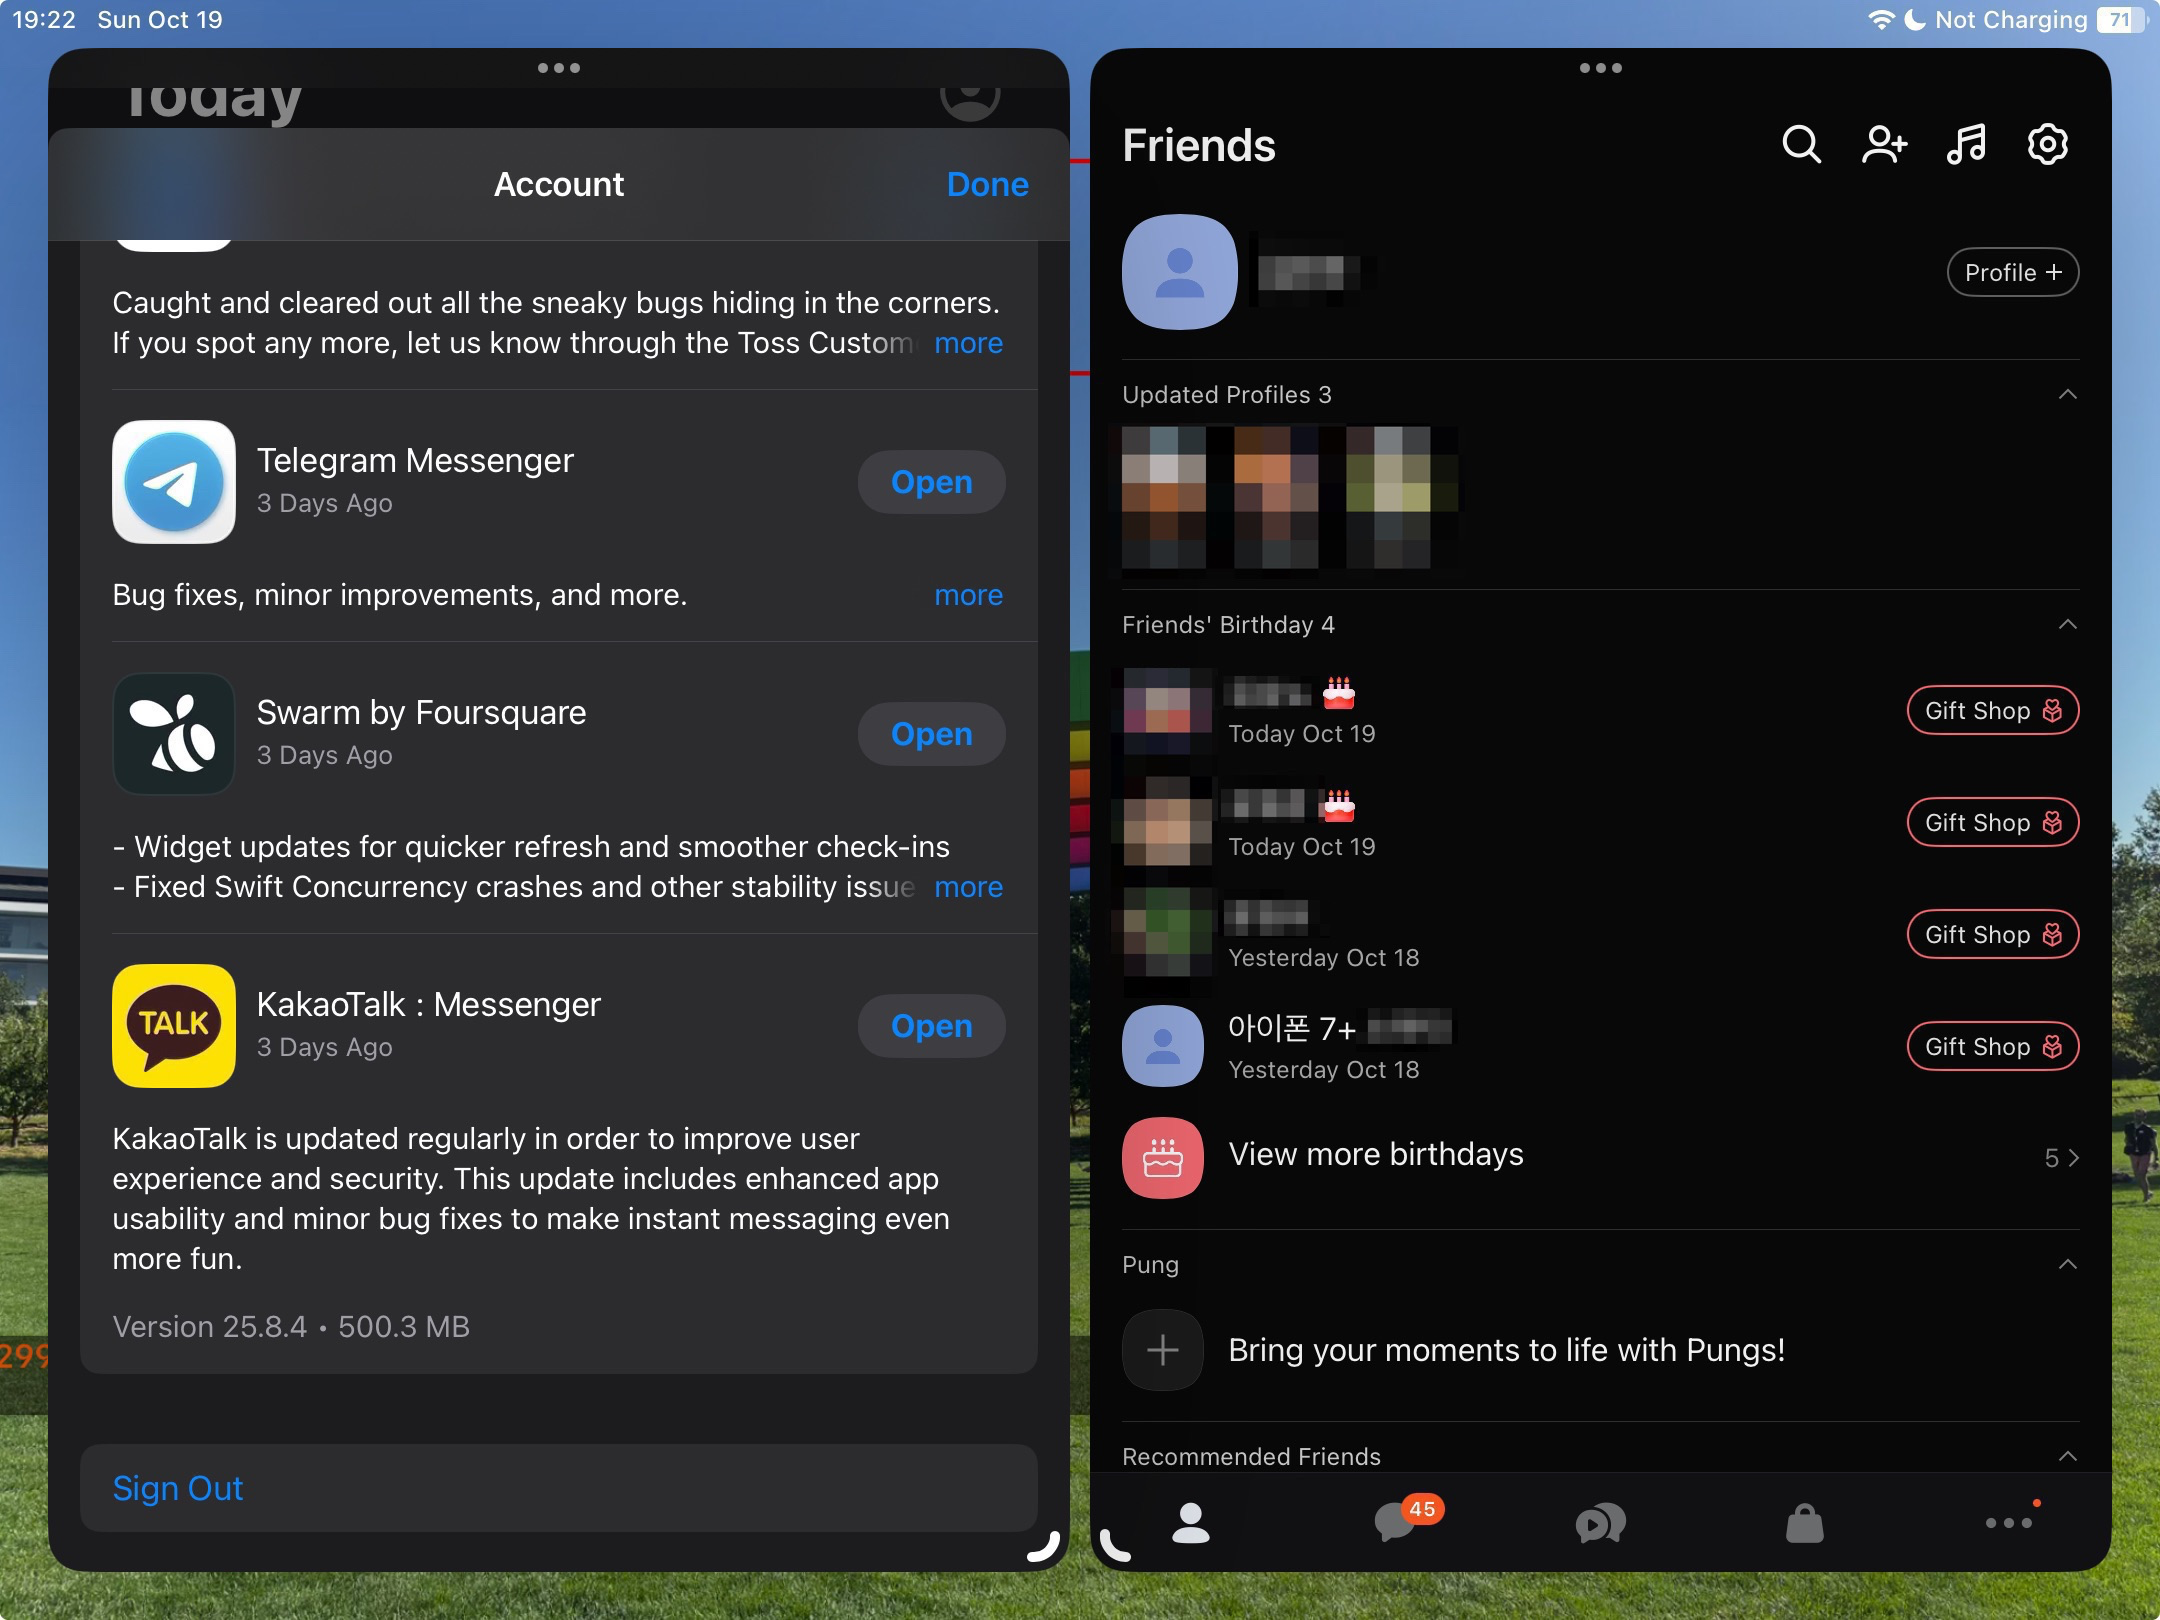 19:22 Sun Oct 19
Not Charging 71
Today
Account
Done
Caught and cleared out all the sneaky bugs hiding in the corners.
If you spot any more, let us know through the Toss Custom more
Telegram Messenger
3 Days Ago
Open
Bug fixes, minor improvements, and more. more
Swarm by Foursquare
3 Days Ago
Open
- Widget updates for quicker refresh and smoother check-ins
- Fixed Swift Concurrency crashes and other stability issue more
TALK
KakaoTalk : Messenger
3 Days Ago
Open
KakaoTalk is updated regularly in order to improve user
experience and security. This update includes enhanced app
usability and minor bug fixes to make instant messaging even
more fun.
Version 25.8.4 • 500.3 MB
Sign Out
299
Friends
Profile +
Updated Profiles 3
Friends' Birthday 4
Today Oct 19
Gift Shop
Today Oct 19
Gift Shop
Yesterday Oct 18
Gift Shop
아이폰 7+
Yesterday Oct 18
Gift Shop
View more birthdays
5
Pung
Bring your moments to life with Pungs!
Recommended Friends
45